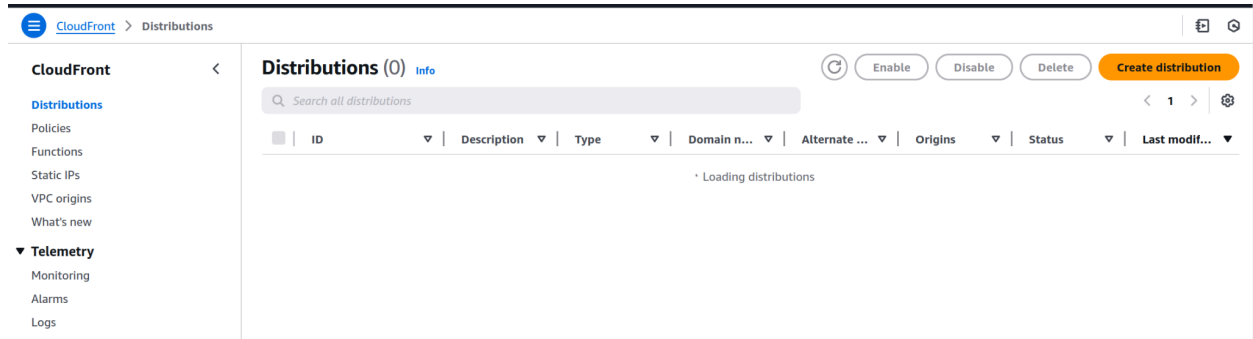 CloudFront > Distributions
CloudFront
Distributions
Policies
Functions
Static IPs
VPC origins
What's new
Telemetry
Monitoring
Alarms
Logs
Distributions (0) Info
Enable Disable Delete Create distribution
Search all distributions
1
ID Description Type Domain n... Alternate ... Origins Status Last modif...
Loading distributions